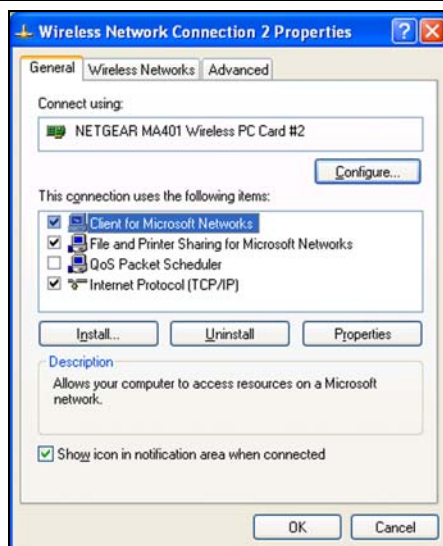 Wireless Network Connection 2 Properties
General Wireless Networks Advanced
Connect using:
NETGEAR MA401 Wireless PC Card #2
Configure...
This connection uses the following items:
Client for Microsoft Networks
File and Printer Sharing for Microsoft Networks
QoS Packet Scheduler
Internet Protocol (TCP/IP)
Install... Uninstall Properties
Description
Allows your computer to access resources on a Microsoft
network.
Show icon in notification area when connected
OK Cancel